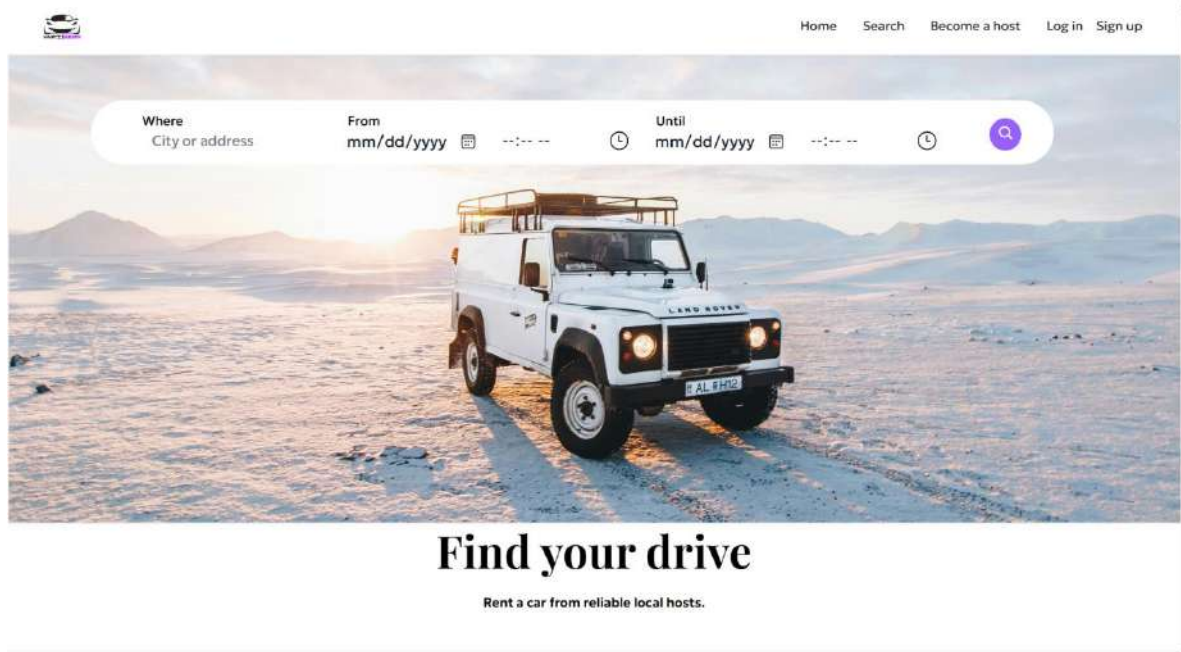 Home Search Become a host Log in Sign up
Where From Until
City or address mm/dd/yyyy --:-- -- mm/dd/yyyy --:-- --
LAND ROVER
Find your drive
Rent a car from reliable local hosts.